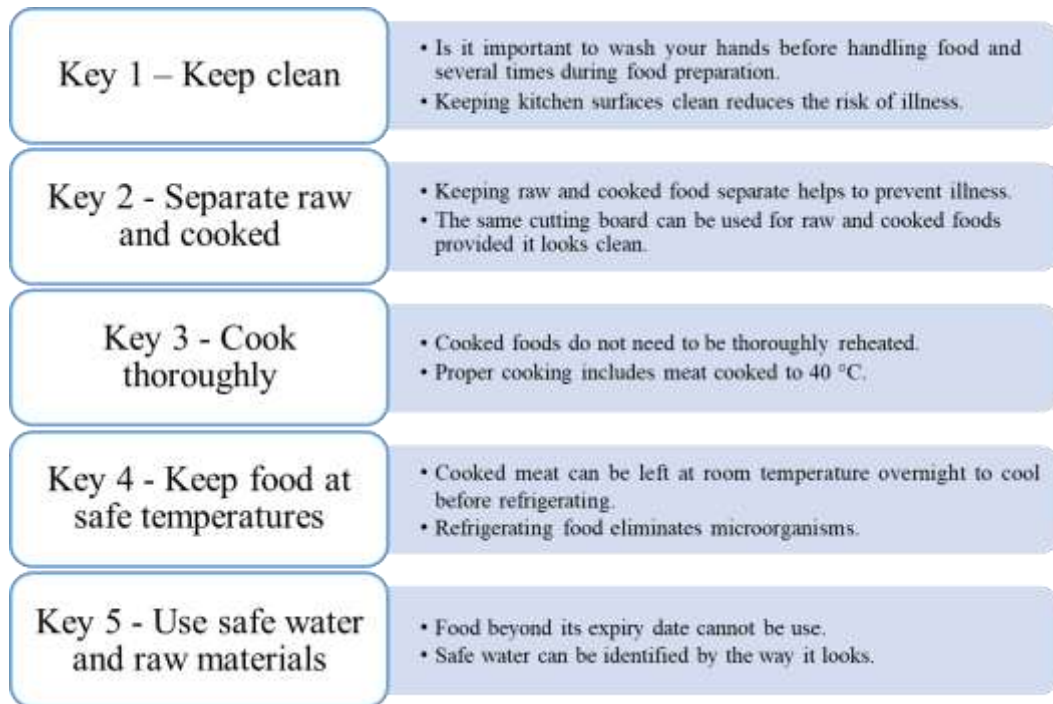 Key 1 – Keep clean
• Is it important to wash your hands before handling food and
several times during food preparation.
• Keeping kitchen surfaces clean reduces the risk of illness.
Key 2 - Separate raw
and cooked
• Keeping raw and cooked food separate helps to prevent illness.
• The same cutting board can be used for raw and cooked foods
provided it looks clean.
Key 3 - Cook
thoroughly
• Cooked foods do not need to be thoroughly reheated.
• Proper cooking includes meat cooked to 40 °C.
Key 4 - Keep food at
safe temperatures
• Cooked meat can be left at room temperature overnight to cool
before refrigerating.
• Refrigerating food eliminates microorganisms.
Key 5 - Use safe water
and raw materials
• Food beyond its expiry date cannot be use.
• Safe water can be identified by the way it looks.